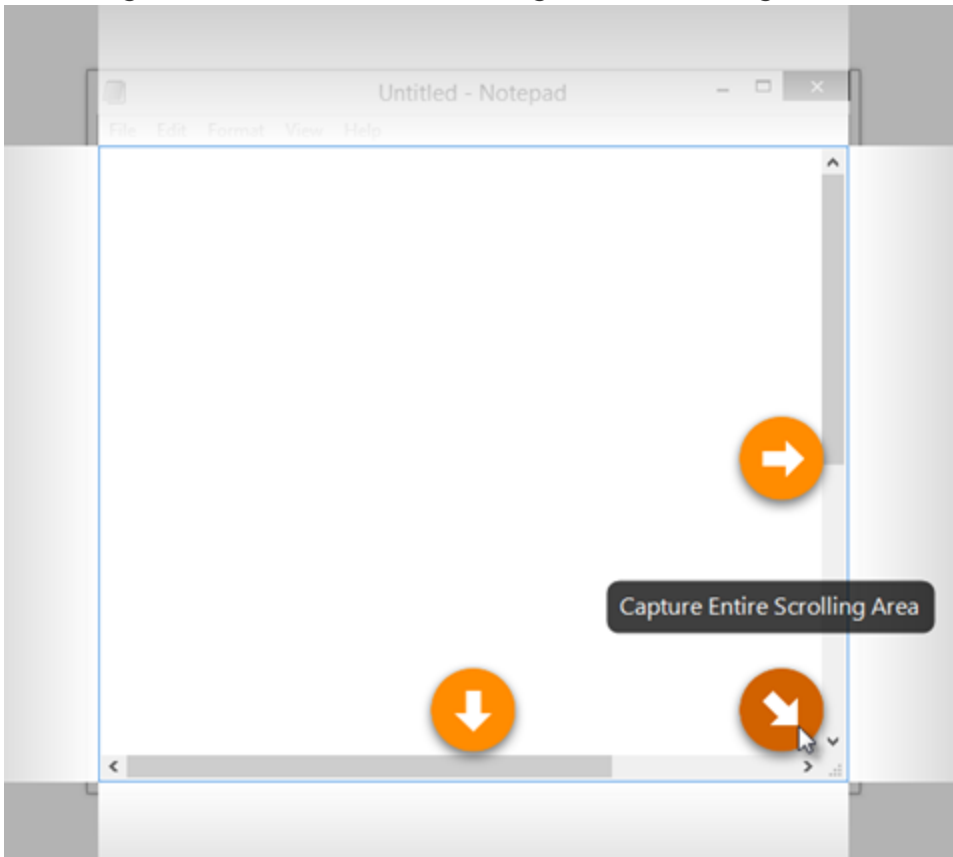 Untitled - Notepad
File Edit Format View Help
Capture Entire Scrolling Area